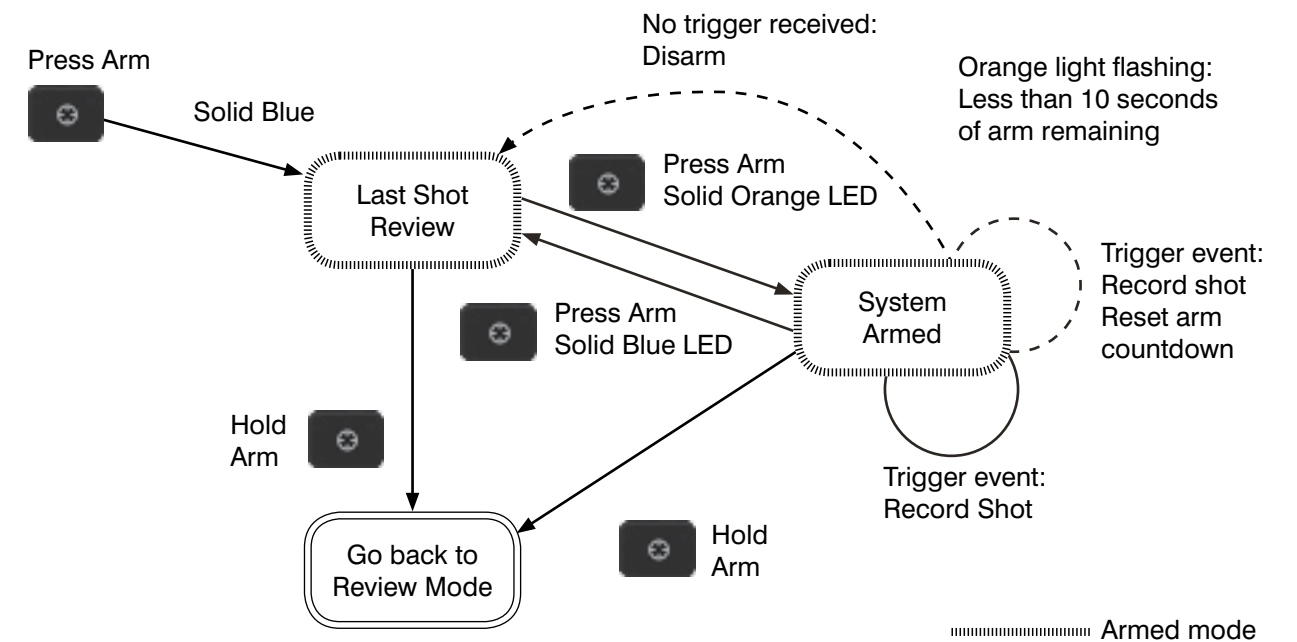 No trigger received:
Disarm
Press Arm
Orange light flashing:
Less than 10 seconds
of arm remaining
Solid Blue
Press Arm
Solid Orange LED
Last Shot
Review
Trigger event:
Record shot
Reset arm
countdown
System
Armed
Press Arm
Solid Blue LED
Hold
Arm
Trigger event:
Record Shot
Go back to
Review Mode
Hold
Arm
Armed mode